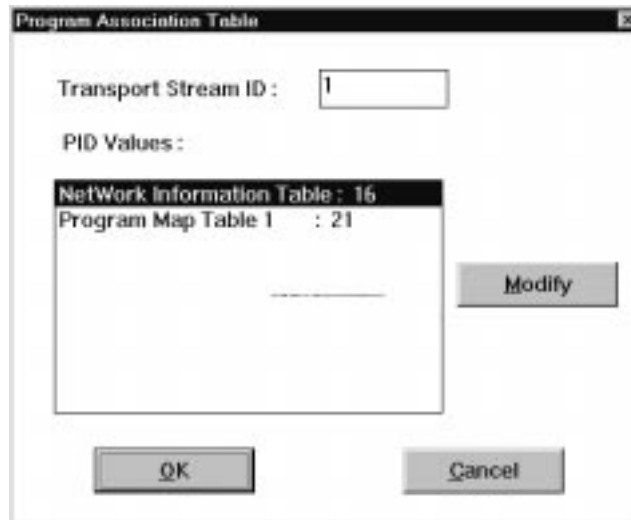 Program Association Table
Transport Stream ID : 1
PID Values :
NetWork Information Table : 16
Program Map Table 1 : 21
Modify
OK Cancel